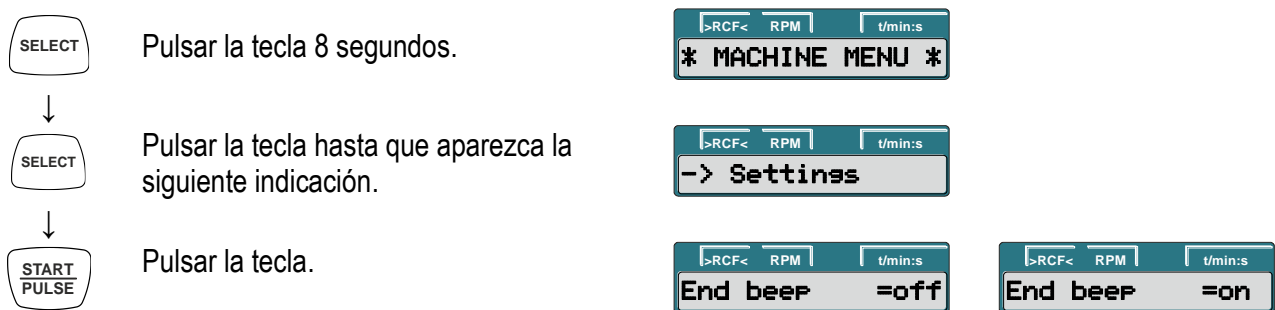 SELECT
Pulsar la tecla 8 segundos.
>RCF< RPM t/min:s
* MACHINE MENU *
↓
SELECT
Pulsar la tecla hasta que aparezca la
siguiente indicación.
>RCF< RPM t/min:s
-> Settings
↓
START
PULSE
Pulsar la tecla.
>RCF< RPM t/min:s
End beep =off
>RCF< RPM t/min:s
End beep =on